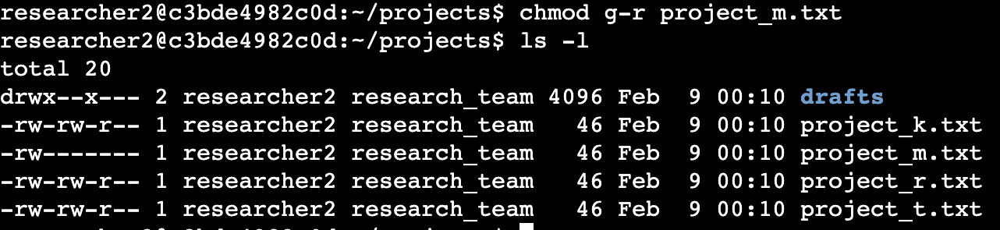 researcher2@c3bde4982c0d:~/projects$ chmod g-r project_m.txt
researcher2@c3bde4982c0d:~/projects$ ls -l
total 20
drwx--x--- 2 researcher2 research_team 4096 Feb  9 00:10 drafts
-rw-rw-r-- 1 researcher2 research_team   46 Feb  9 00:10 project_k.txt
-rw------- 1 researcher2 research_team   46 Feb  9 00:10 project_m.txt
-rw-rw-r-- 1 researcher2 research_team   46 Feb  9 00:10 project_r.txt
-rw-rw-r-- 1 researcher2 research_team   46 Feb  9 00:10 project_t.txt